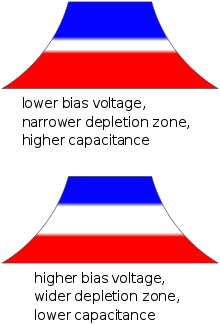 lower bias voltage,
narrower depletion zone,
higher capacitance
higher bias voltage,
wider depletion zone,
lower capacitance